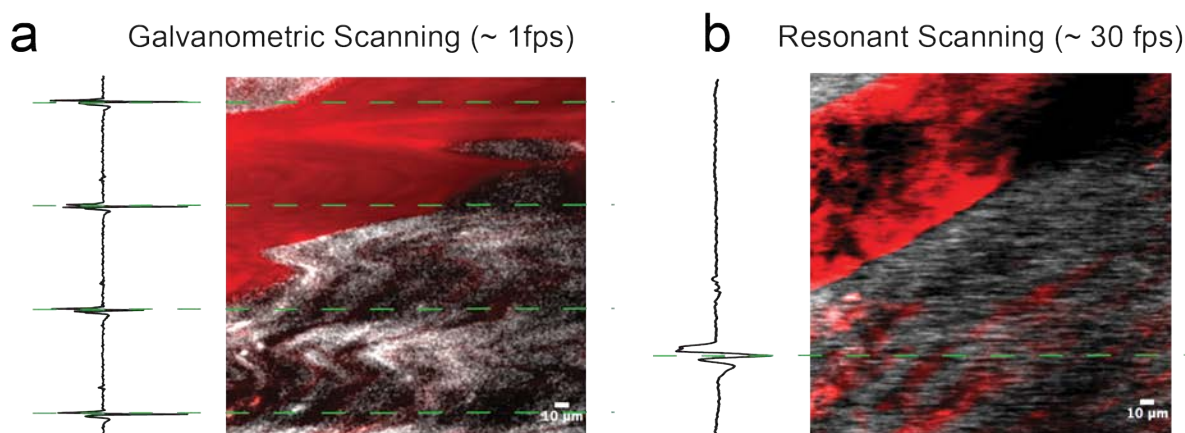 a
Galvanometric Scanning (~ 1fps)
b
Resonant Scanning (~ 30 fps)
10 µm
10 µm